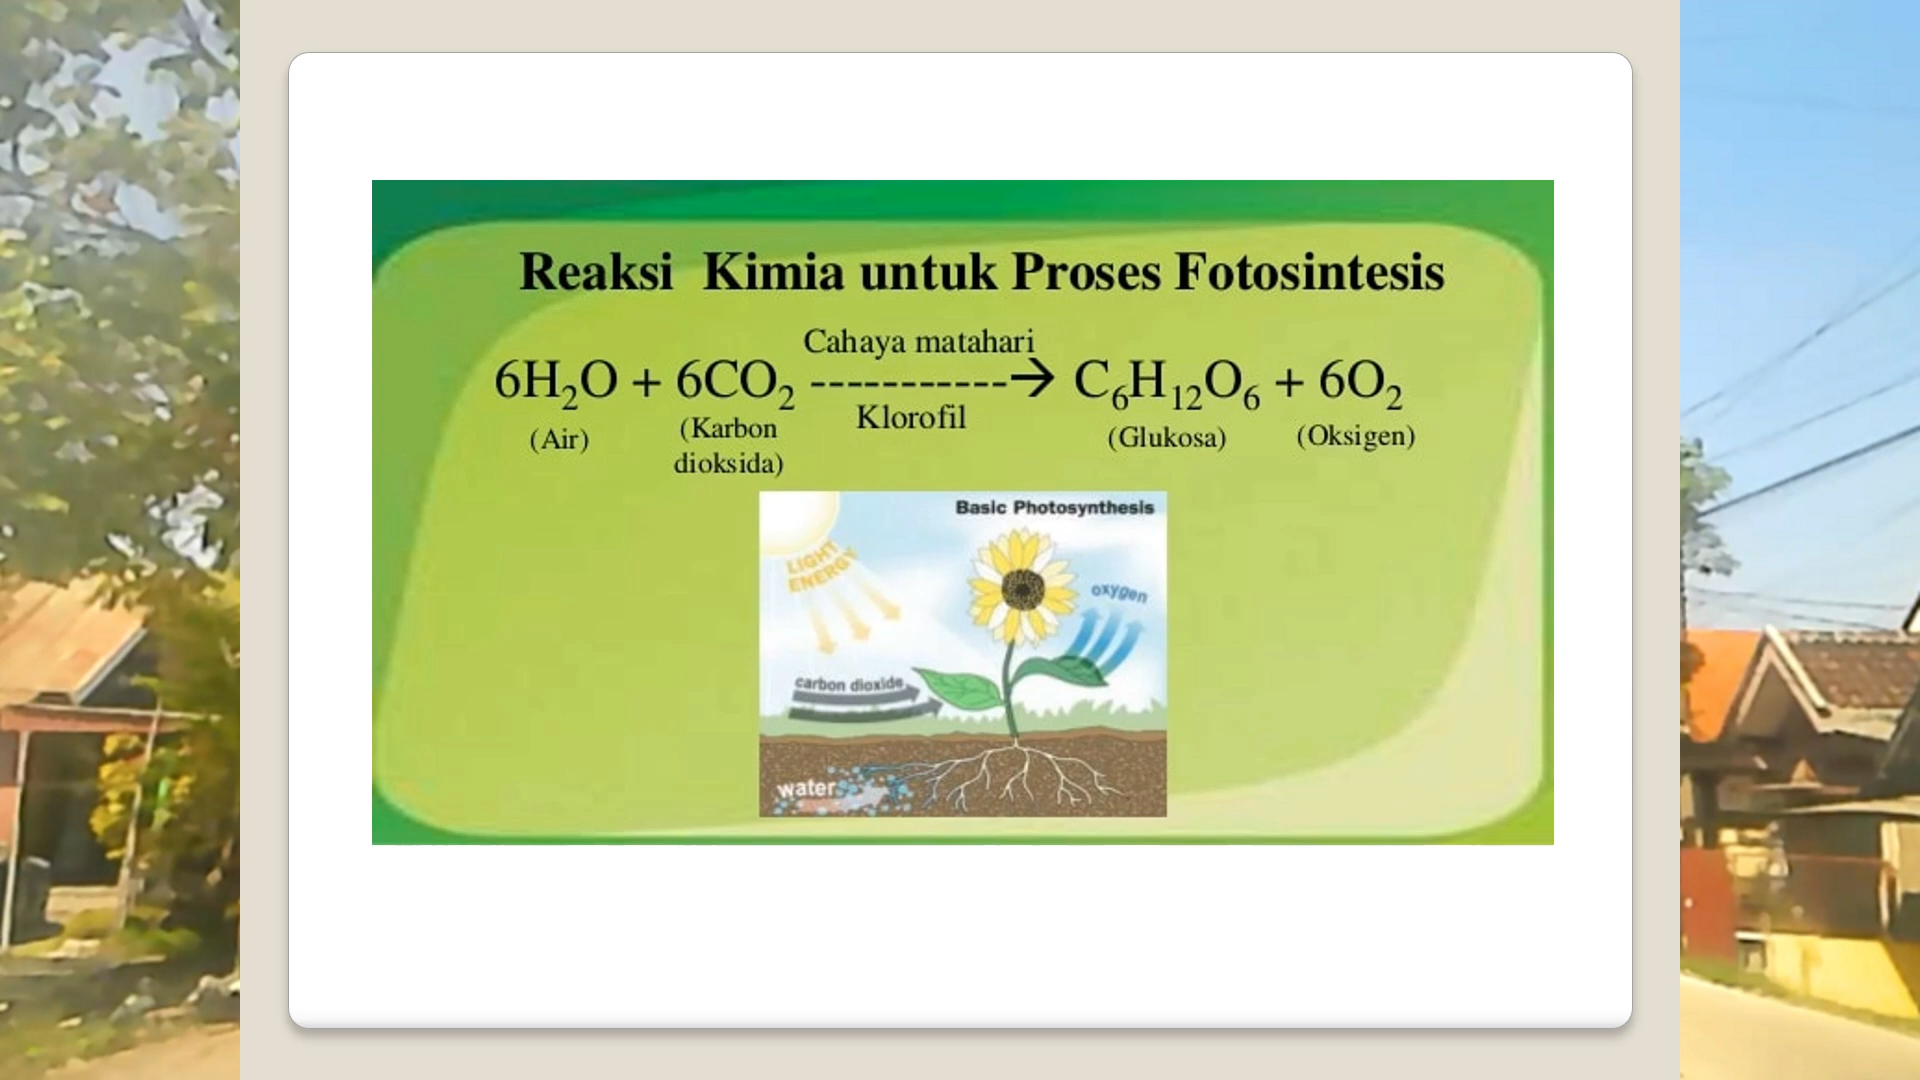 Reaksi Kimia untuk Proses Fotosintesis
Cahaya matahari
6H₂O + 6CO₂ -----------→ C₆H₁₂O₆ + 6O₂
Klorofil
(Air)
(Karbon
dioksida)
(Glukosa)
(Oksigen)
Basic Photosynthesis
LIGHT
ENERGY
oxygen
carbon dioxide
water